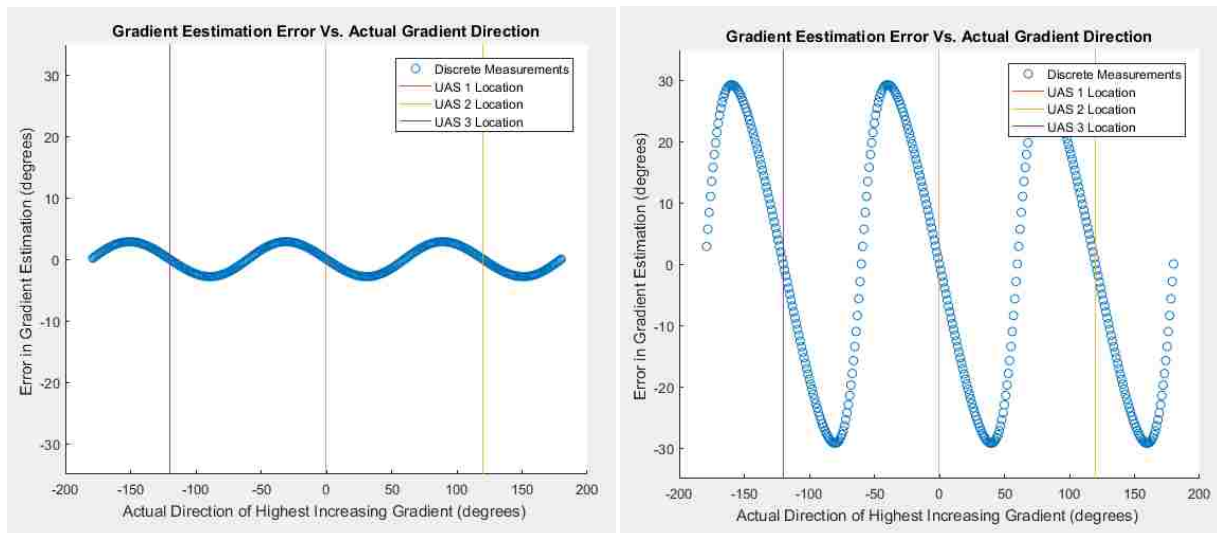 Gradient Eestimation Error Vs. Actual Gradient Direction
Discrete Measurements
UAS 1 Location
UAS 2 Location
UAS 3 Location
Error in Gradient Estimation (degrees)
30
20
10
0
-10
-20
-30
-200
-150
-100
-50
0
50
100
150
200
Actual Direction of Highest Increasing Gradient (degrees)
Gradient Eestimation Error Vs. Actual Gradient Direction
Discrete Measurements
UAS 1 Location
UAS 2 Location
UAS 3 Location
Error in Gradient Estimation (degrees)
30
20
10
0
-10
-20
-30
-200
-150
-100
-50
0
50
100
150
200
Actual Direction of Highest Increasing Gradient (degrees)